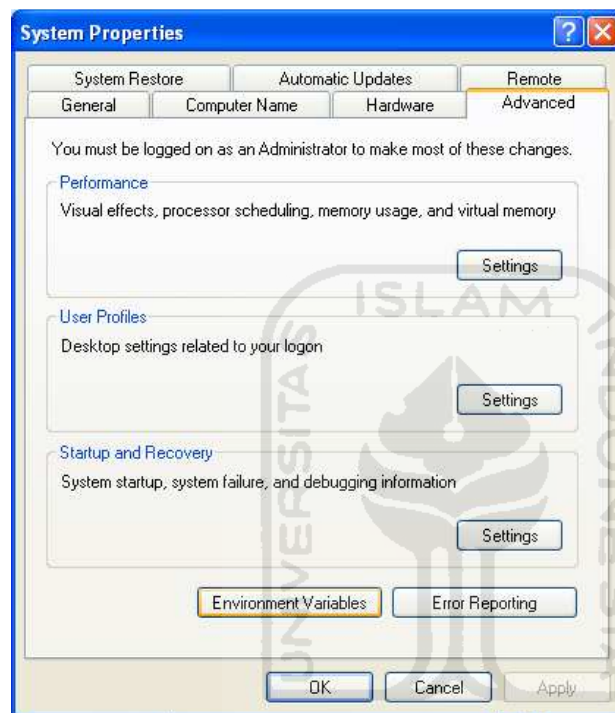 System Properties
System Restore
Automatic Updates
Remote
General
Computer Name
Hardware
Advanced
You must be logged on as an Administrator to make most of these changes.
Performance
Visual effects, processor scheduling, memory usage, and virtual memory
Settings
User Profiles
Desktop settings related to your logon
Settings
Startup and Recovery
System startup, system failure, and debugging information
Settings
Environment Variables
Error Reporting
OK
Cancel
Apply
UNIVERSITAS
ISLAM